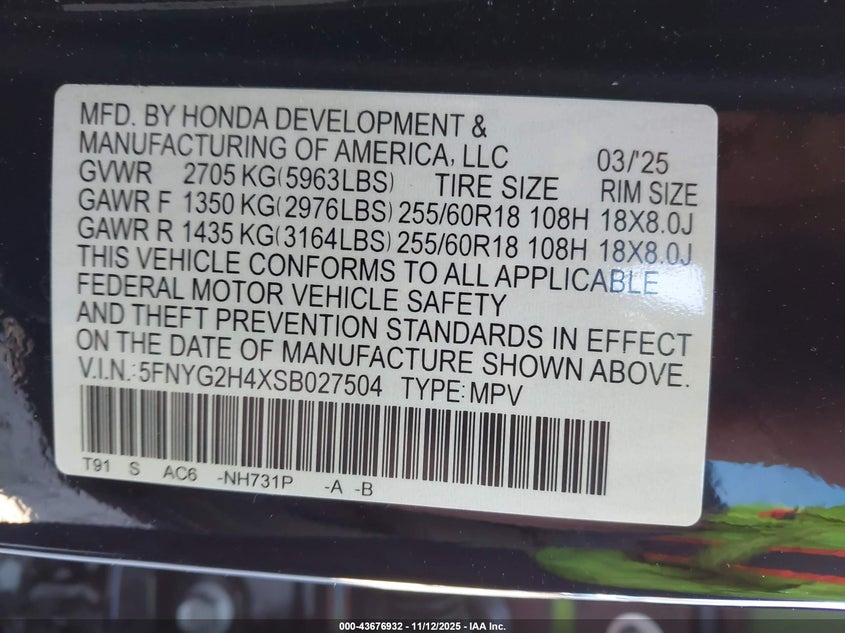 MFD. BY HONDA DEVELOPMENT &
MANUFACTURING OF AMERICA, LLC 03/'25
GVWR 2705 KG(5963LBS) TIRE SIZE RIM SIZE
GAWR F 1350 KG(2976LBS) 255/60R18 108H 18X8.0J
GAWR R 1435 KG(3164LBS) 255/60R18 108H 18X8.0J
THIS VEHICLE CONFORMS TO ALL APPLICABLE
FEDERAL MOTOR VEHICLE SAFETY
AND THEFT PREVENTION STANDARDS IN EFFECT
ON THE DATE OF MANUFACTURE SHOWN ABOVE.
V.I.N.:5FNYG2H4XSB027504 TYPE:MPV
T91 S AC6 -NH731P -A -B
000-43676932 - 11/12/2025 - IAA Inc.